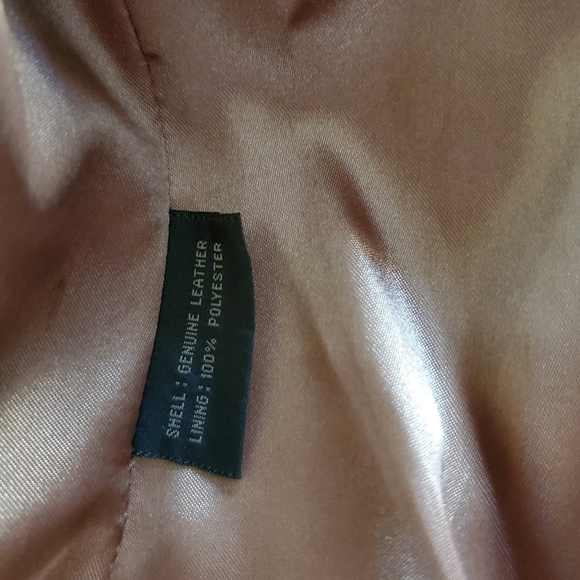 SHELL : GENUINE LEATHER
LINING : 100% POLYESTER